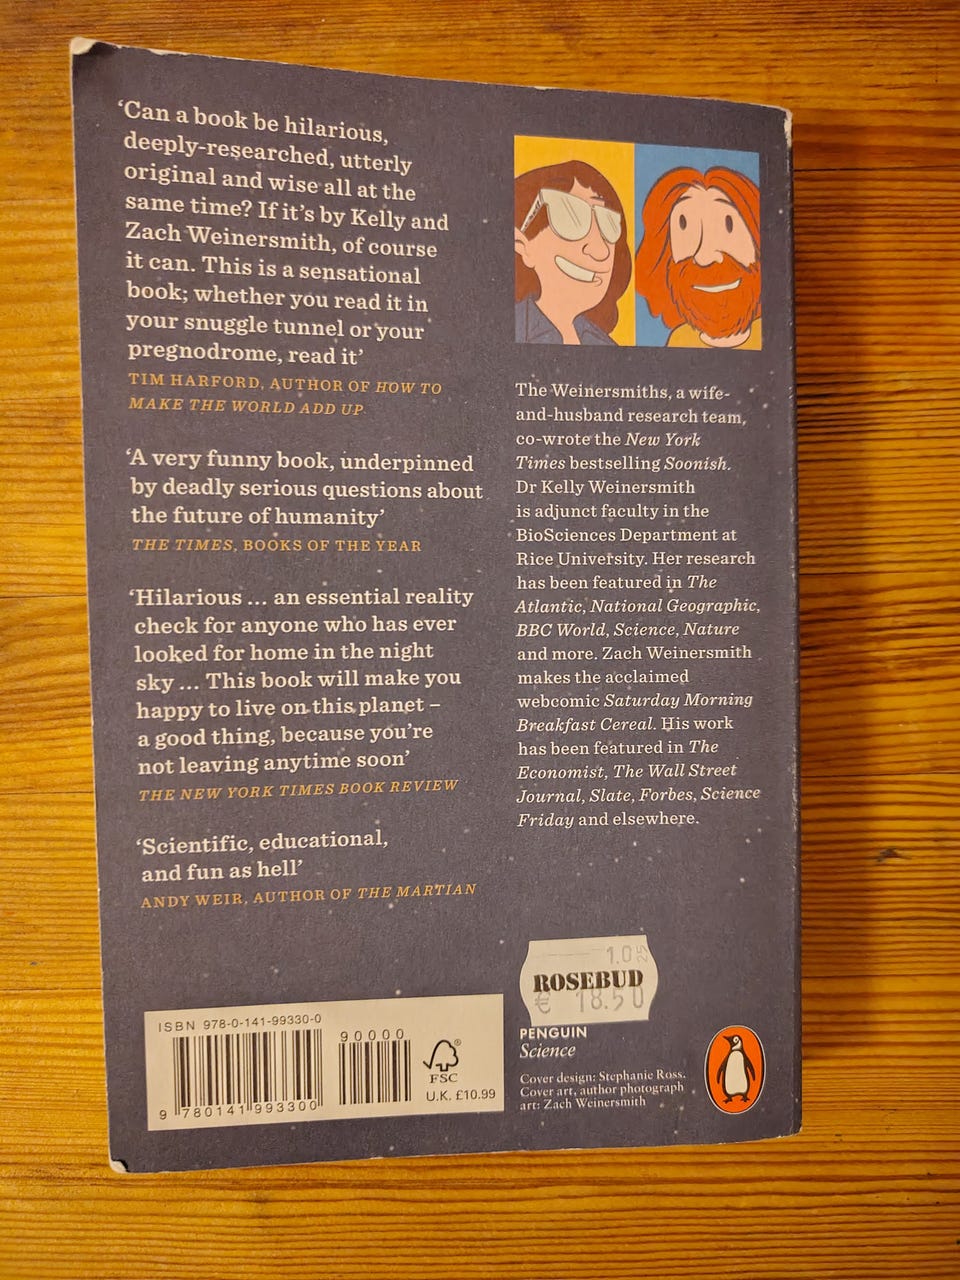 ‘Can a book be hilarious,
deeply-researched, utterly
original and wise all at the
same time? If it’s by Kelly and
Zach Weinersmith, of course
it can. This is a sensational
book; whether you read it in
your snuggle tunnel or your
pregnodrome, read it’
TIM HARFORD, AUTHOR OF HOW TO
MAKE THE WORLD ADD UP
‘A very funny book, underpinned
by deadly serious questions about
the future of humanity’
THE TIMES, BOOKS OF THE YEAR
‘Hilarious ... an essential reality
check for anyone who has ever
looked for home in the night
sky ... This book will make you
happy to live on this planet –
a good thing, because you’re
not leaving anytime soon’
THE NEW YORK TIMES BOOK REVIEW
‘Scientific, educational,
and fun as hell’
ANDY WEIR, AUTHOR OF THE MARTIAN
The Weinersmiths, a wife-
and-husband research team,
co-wrote the New York
Times bestselling Soonish.
Dr Kelly Weinersmith
is adjunct faculty in the
BioSciences Department at
Rice University. Her research
has been featured in The
Atlantic, National Geographic,
BBC World, Science, Nature
and more. Zach Weinersmith
makes the acclaimed
webcomic Saturday Morning
Breakfast Cereal. His work
has been featured in The
Economist, The Wall Street
Journal, Slate, Forbes, Science
Friday and elsewhere.
1.0 25
ROSEBUD
€ 18.50
PENGUIN
Science
Cover design: Stephanie Ross.
Cover art, author photograph
art: Zach Weinersmith
ISBN 978-0-141-99330-0
90000
9 780141 993300
®
FSC
U.K. £10.99